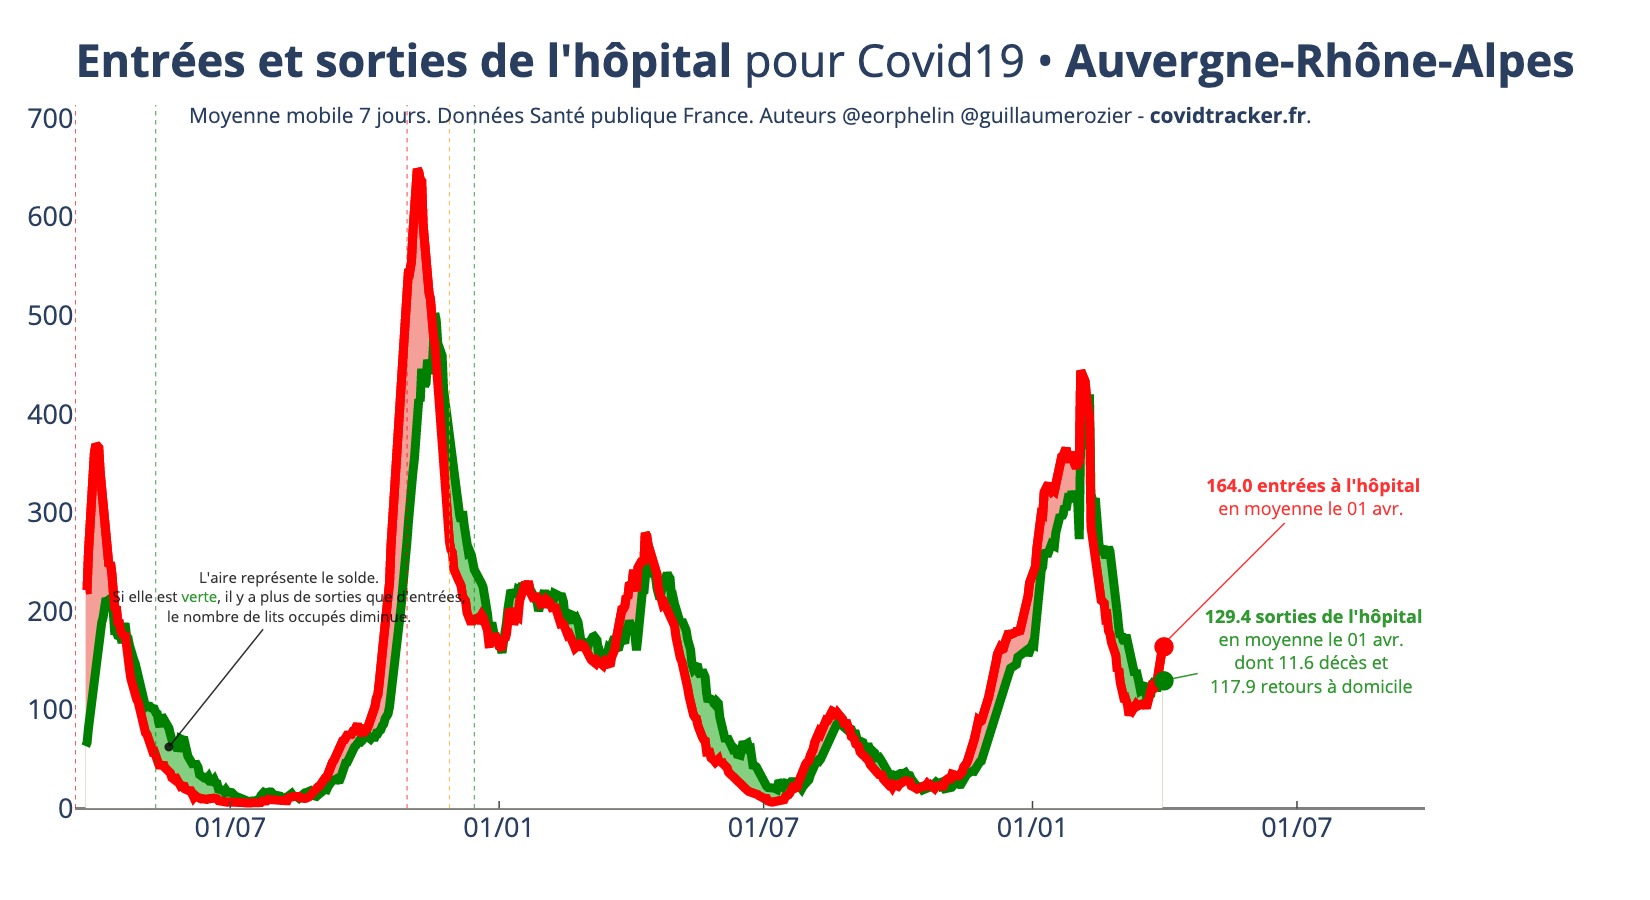 Entrées et sorties de l'hôpital pour Covid19 • Auvergne-Rhône-Alpes
Moyenne mobile 7 jours. Données Santé publique France. Auteurs @eorphelin @guillaumerozier - covidtracker.fr.
700
600
500
400
300
200
100
0
L'aire représente le solde.
Si elle est verte, il y a plus de sorties que d'entrées,
le nombre de lits occupés diminue.
164.0 entrées à l'hôpital
en moyenne le 01 avr.
129.4 sorties de l'hôpital
en moyenne le 01 avr.
dont 11.6 décès et
117.9 retours à domicile
01/07
01/01
01/07
01/01
01/07